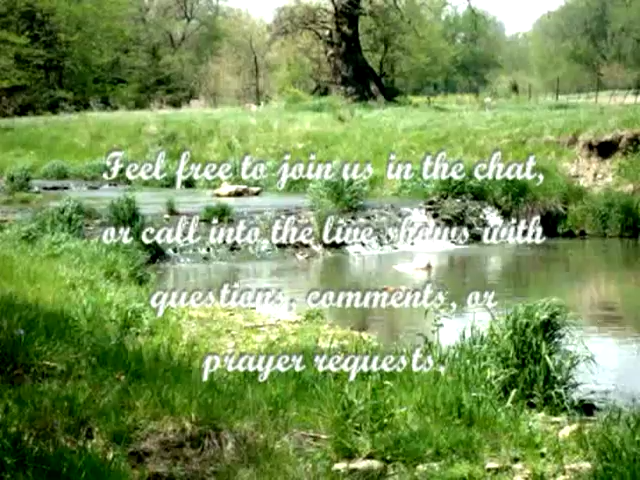 Feel free to join us in the chat,
or call into the live shows with
questions, comments, or
prayer requests.